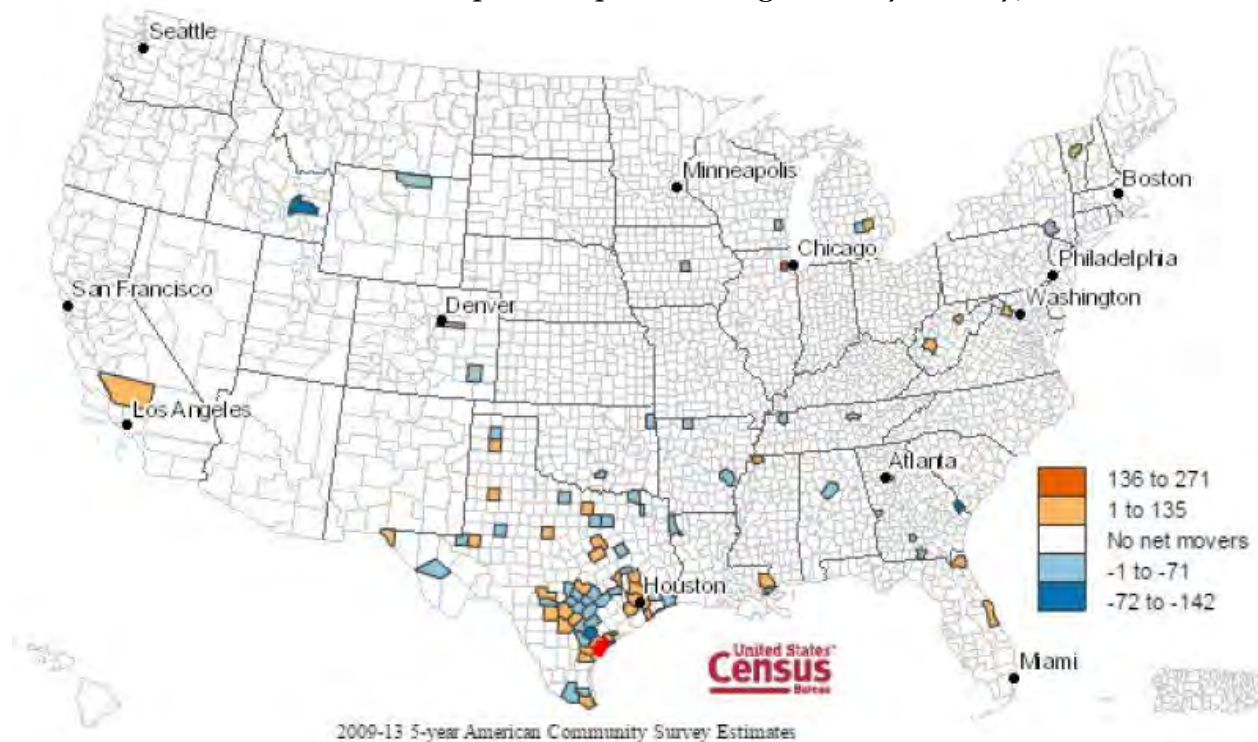 Seattle
Minneapolis
Boston
Chicago
Philadelphia
San Francisco
Denver
Washington
Los Angeles
Atlanta
136 to 271
1 to 135
No net movers
-1 to -71
-72 to -142
Houston
United States®
Census
Bureau
Miami
2009-13 5-year American Community Survey Estimates